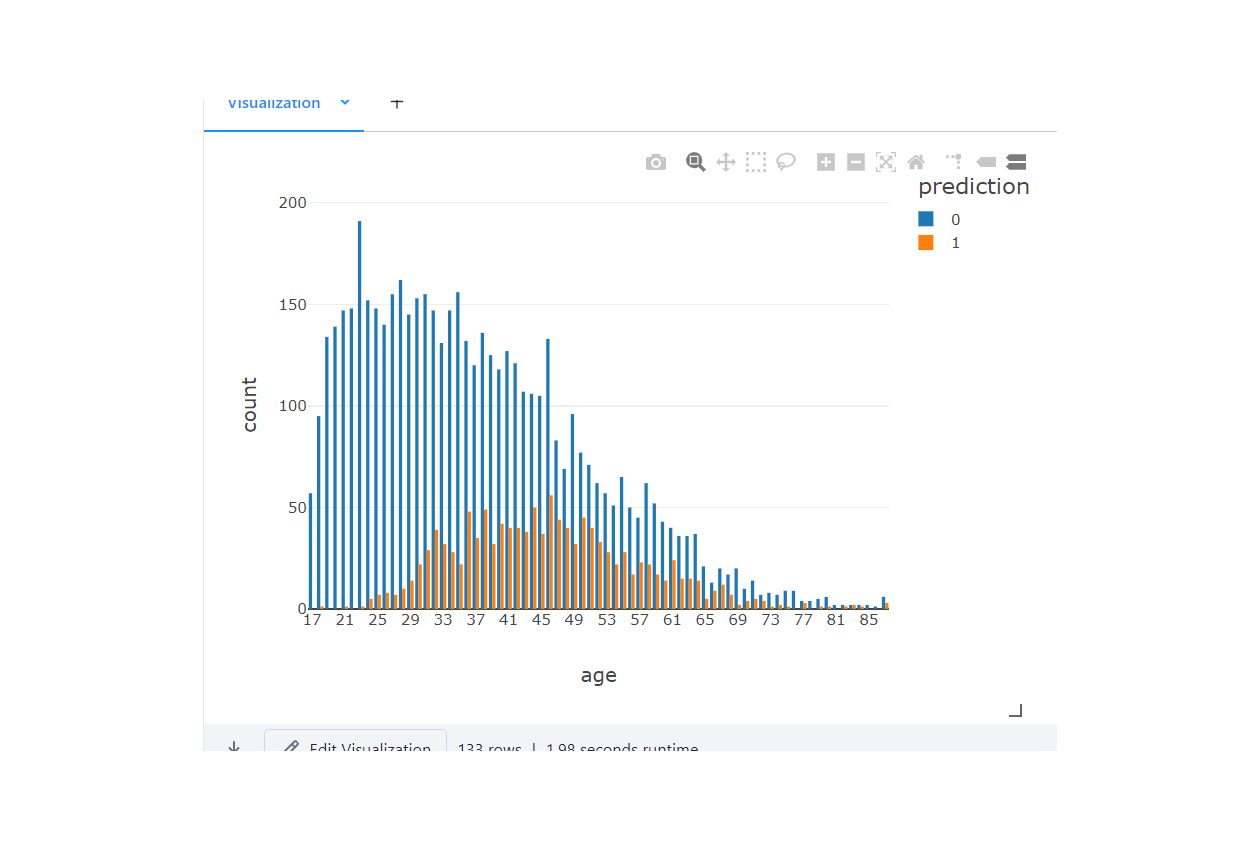 Visualization
prediction
0
1
200
150
100
50
0
count
17 21 25 29 33 37 41 45 49 53 57 61 65 69 73 77 81 85
age
Edit Visualization 133 rows | 1.98 seconds runtime